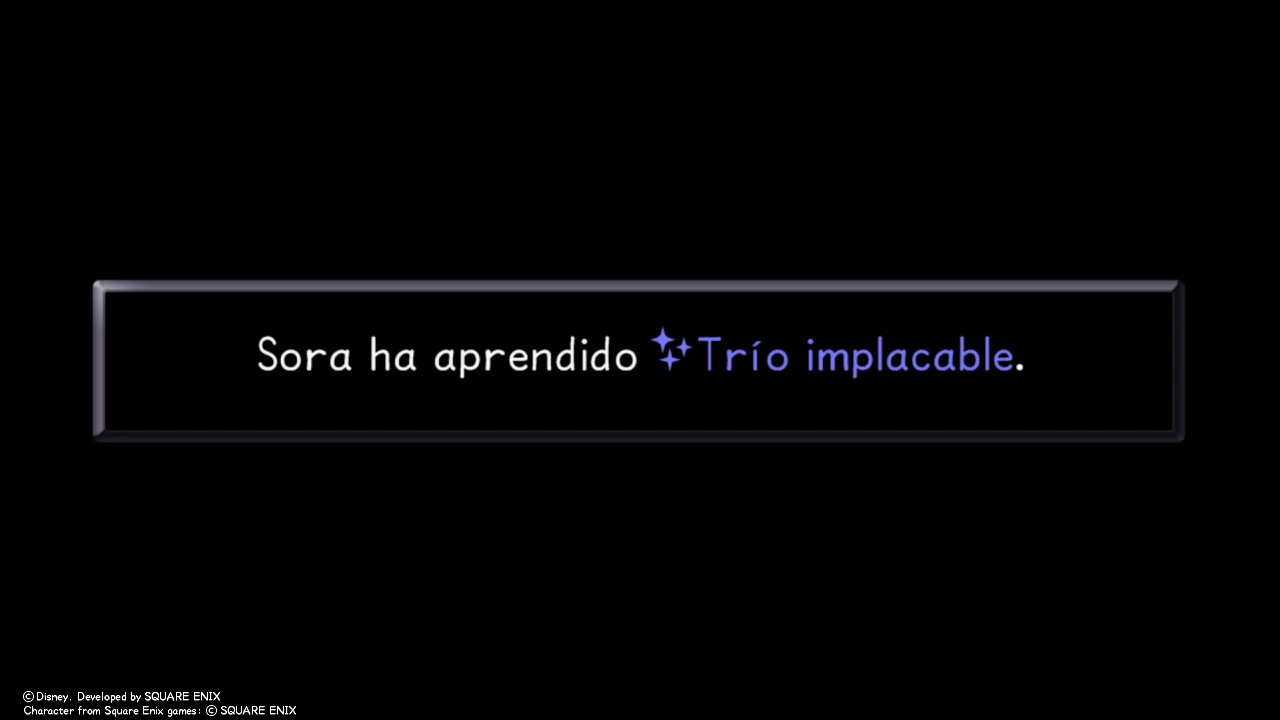 Sora ha aprendido Trío implacable.
©Disney. Developed by SQUARE ENIX
Character from Square Enix games: © SQUARE ENIX